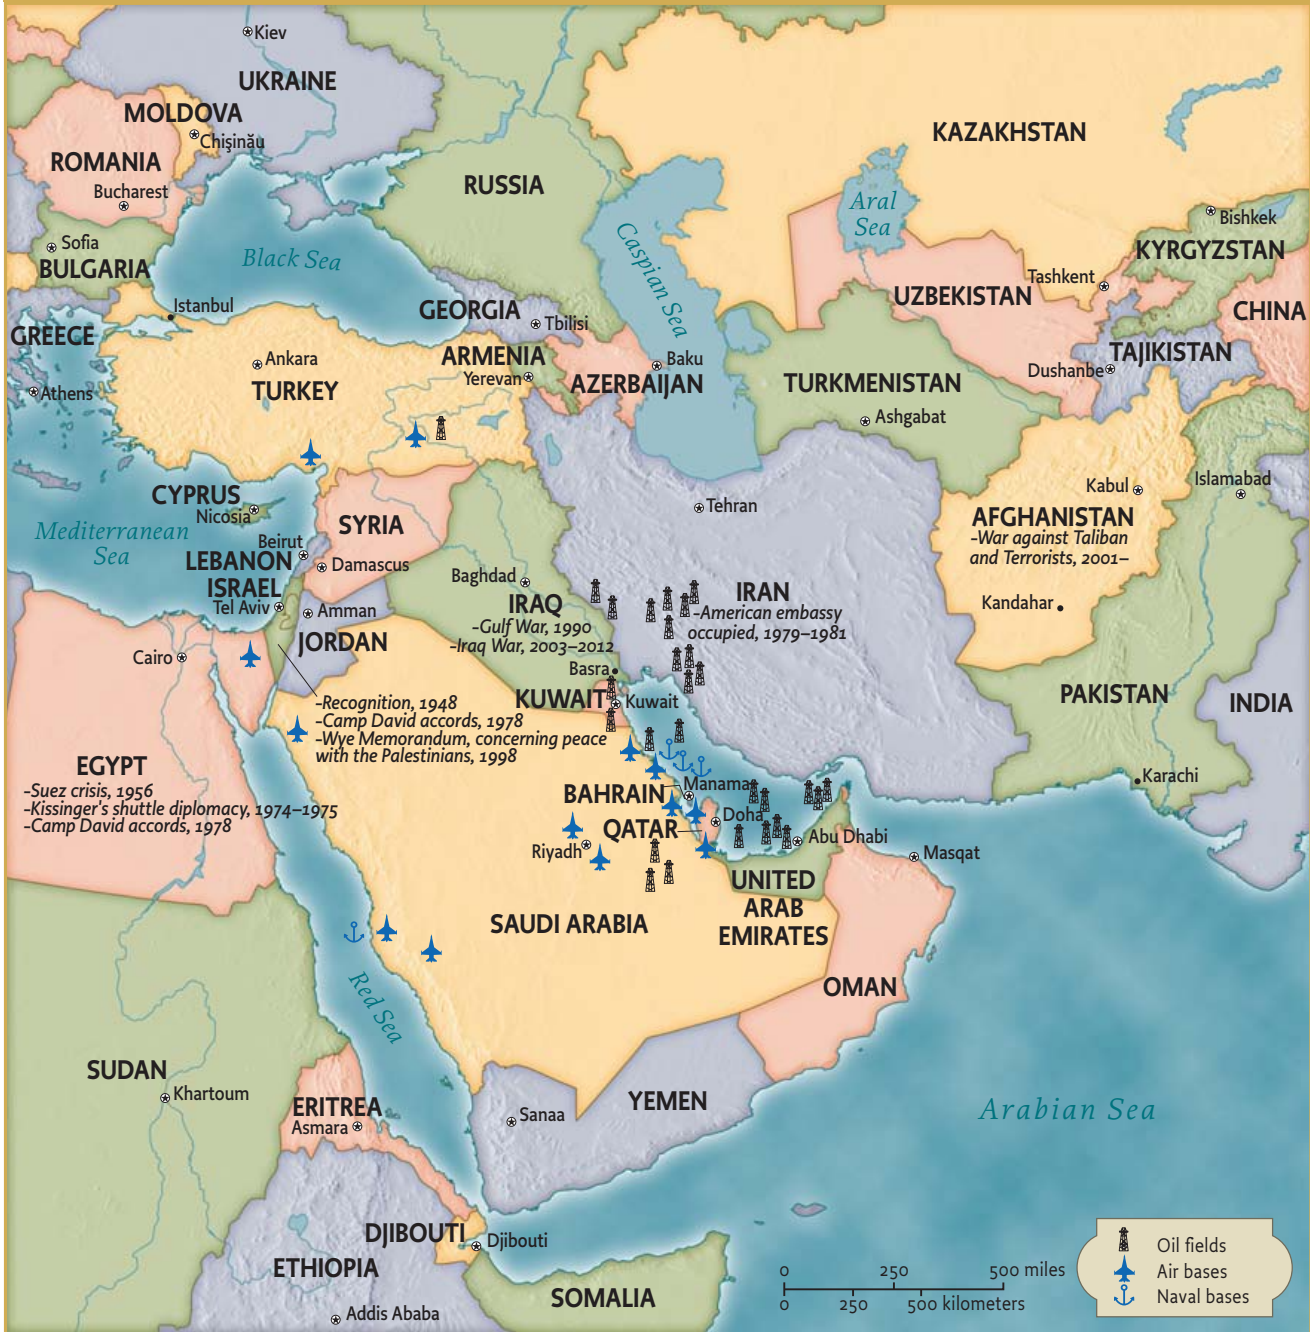 Kiev
UKRAINE
MOLDOVA
Chişinău
ROMANIA
Bucharest
Sofia
BULGARIA
Black Sea
RUSSIA
KAZAKHSTAN
Aral
Sea
Caspian Sea
Bishkek
KYRGYZSTAN
Tashkent
UZBEKISTAN
CHINA
TAJIKISTAN
Dushanbe
Istanbul
GREECE
Athens
Ankara
TURKEY
GEORGIA
Tbilisi
ARMENIA
Yerevan
AZERBAIJAN
Baku
TURKMENISTAN
Ashgabat
CYPRUS
Nicosia
Mediterranean
Sea
SYRIA
Beirut
LEBANON
Damascus
ISRAEL
Tel Aviv
Amman
JORDAN
-Recognition, 1948
-Camp David accords, 1978
-Wye Memorandum, concerning peace
with the Palestinians, 1998
Baghdad
IRAQ
-Gulf War, 1990
-Iraq War, 2003–2012
Basra
KUWAIT
Kuwait
Tehran
IRAN
-American embassy
occupied, 1979–1981
Kabul
AFGHANISTAN
-War against Taliban
and Terrorists, 2001–
Kandahar
Islamabad
PAKISTAN
Karachi
INDIA
Cairo
EGYPT
-Suez crisis, 1956
-Kissinger's shuttle diplomacy, 1974–1975
-Camp David accords, 1978
Manama
BAHRAIN
Doha
QATAR
Riyadh
Abu Dhabi
Masqat
UNITED
ARAB
EMIRATES
SAUDI ARABIA
OMAN
Red Sea
SUDAN
Khartoum
ERITREA
Asmara
YEMEN
Sanaa
Arabian Sea
DJIBOUTI
Djibouti
ETHIOPIA
Addis Ababa
SOMALIA
0 250 500 miles
0 250 500 kilometers
Oil fields
Air bases
Naval bases